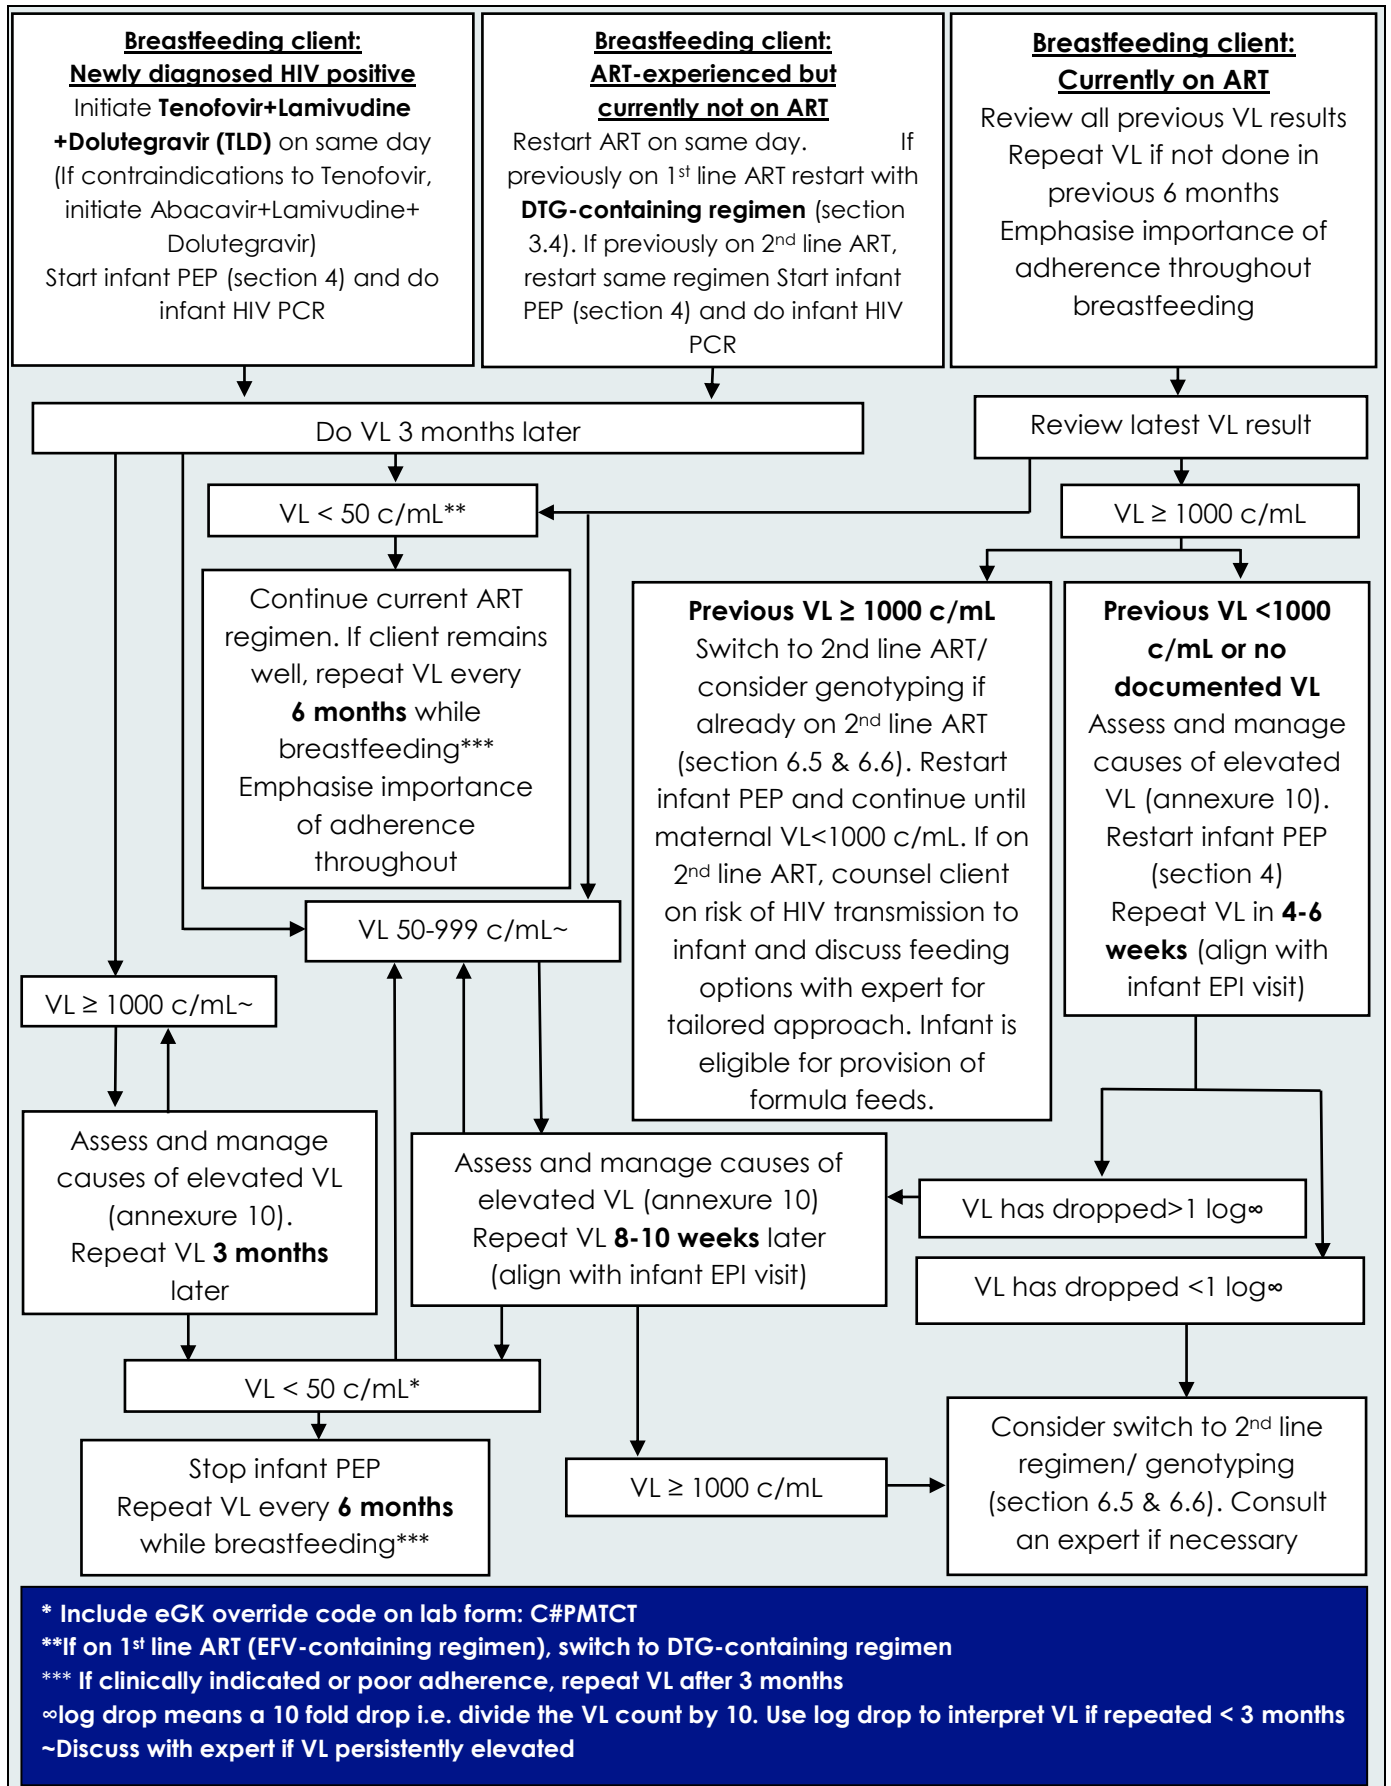 Breastfeeding client:
Newly diagnosed HIV positive
Initiate Tenofovir+Lamivudine
+Dolutegravir (TLD) on same day
(If contraindications to Tenofovir,
initiate Abacavir+Lamivudine+
Dolutegravir)
Start infant PEP (section 4) and do
infant HIV PCR
Breastfeeding client:
ART-experienced but
currently not on ART
Restart ART on same day. If
previously on 1st line ART restart with
DTG-containing regimen (section
3.4). If previously on 2nd line ART,
restart same regimen Start infant
PEP (section 4) and do infant HIV
PCR
Breastfeeding client:
Currently on ART
Review all previous VL results
Repeat VL if not done in
previous 6 months
Emphasise importance of
adherence throughout
breastfeeding
Do VL 3 months later
Review latest VL result
VL < 50 c/mL**
VL ≥ 1000 c/mL
Continue current ART
regimen. If client remains
well, repeat VL every
6 months while
breastfeeding***
Emphasise importance
of adherence
throughout
Previous VL ≥ 1000 c/mL
Switch to 2nd line ART/
consider genotyping if
already on 2nd line ART
(section 6.5 & 6.6). Restart
infant PEP and continue until
maternal VL<1000 c/mL. If on
2nd line ART, counsel client
on risk of HIV transmission to
infant and discuss feeding
options with expert for
tailored approach. Infant is
eligible for provision of
formula feeds.
Previous VL <1000
c/mL or no
documented VL
Assess and manage
causes of elevated
VL (annexure 10).
Restart infant PEP
(section 4)
Repeat VL in 4-6
weeks (align with
infant EPI visit)
VL 50-999 c/mL~
VL ≥ 1000 c/mL~
Assess and manage
causes of elevated VL
(annexure 10).
Repeat VL 3 months
later
Assess and manage causes of
elevated VL (annexure 10)
Repeat VL 8-10 weeks later
(align with infant EPI visit)
VL has dropped>1 log∞
VL has dropped <1 log∞
VL < 50 c/mL*
Stop infant PEP
Repeat VL every 6 months
while breastfeeding***
VL ≥ 1000 c/mL
Consider switch to 2nd line
regimen/ genotyping
(section 6.5 & 6.6). Consult
an expert if necessary
* Include eGK override code on lab form: C#PMTCT
**If on 1st line ART (EFV-containing regimen), switch to DTG-containing regimen
*** If clinically indicated or poor adherence, repeat VL after 3 months
∞log drop means a 10 fold drop i.e. divide the VL count by 10. Use log drop to interpret VL if repeated < 3 months
~Discuss with expert if VL persistently elevated